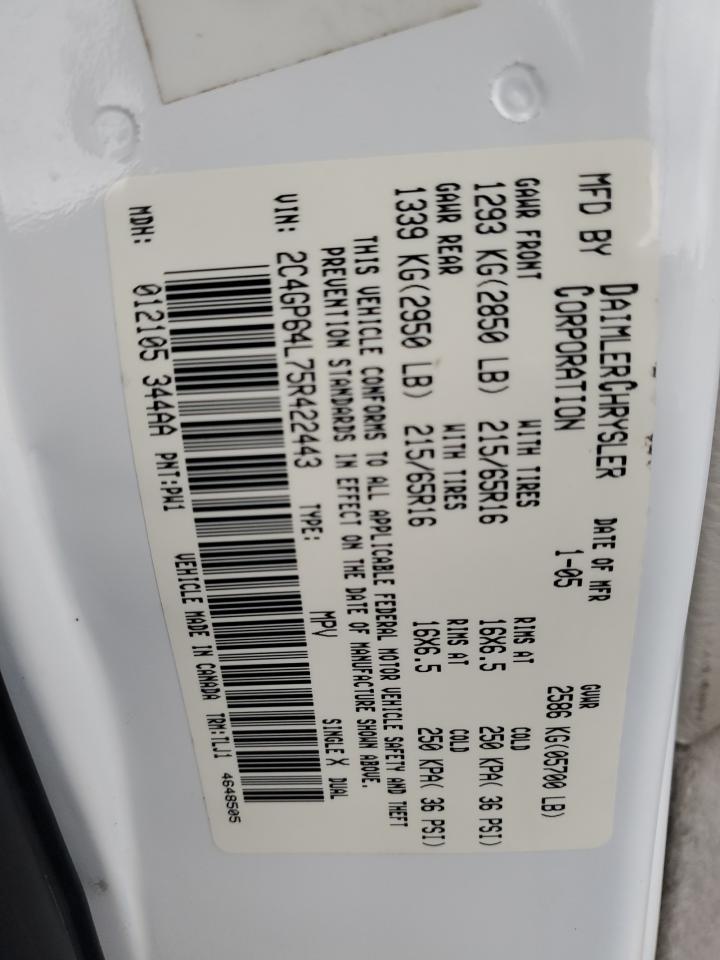 MFD BY DAIMLERCHRYSLER CORPORATION
DATE OF MFR 1-05
GVWR 2586 KG(05700 LB)
GAWR FRONT WITH TIRES RIMS AT COLD
1293 KG(2850 LB) 215/65R16 16X6.5 250 KPA( 36 PSI)
GAWR REAR WITH TIRES RIMS AT COLD
1339 KG(2950 LB) 215/65R16 16X6.5 250 KPA( 36 PSI)
THIS VEHICLE CONFORMS TO ALL APPLICABLE FEDERAL MOTOR VEHICLE SAFETY AND THEFT
PREVENTION STANDARDS IN EFFECT ON THE DATE OF MANUFACTURE SHOWN ABOVE.
VIN: 2C4GP64L75R422443 TYPE: MPV SINGLE X DUAL
MDH: 012105 344AA PNT:PW1 VEHICLE MADE IN CANADA TRM:TLJ1 4648505